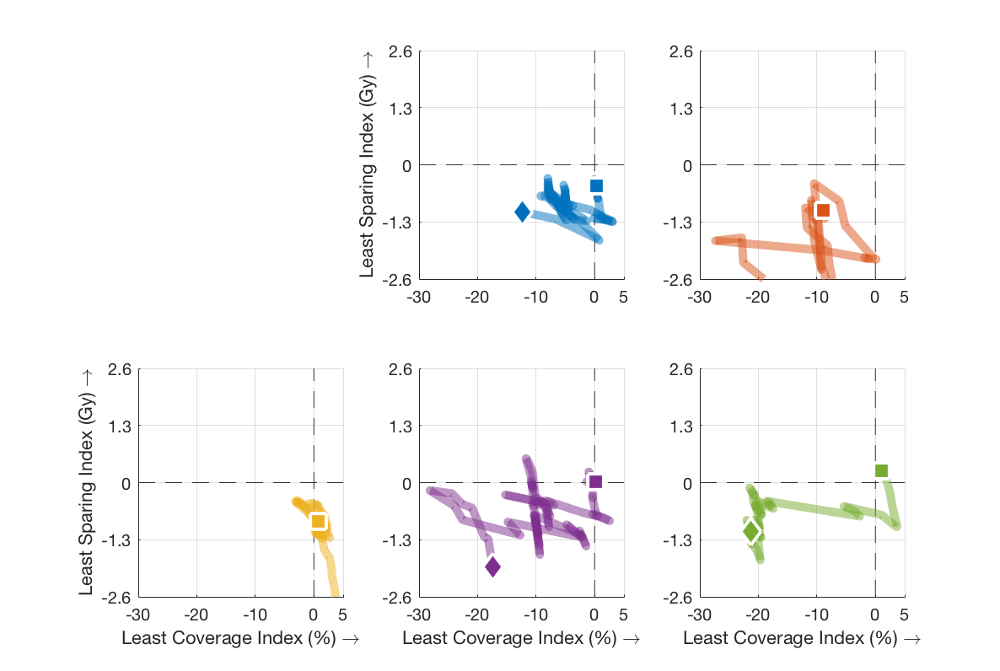 Least Sparing Index (Gy) →
2.6
1.3
0
-1.3
-2.6
-30 -20 -10 0 5
2.6
1.3
0
-1.3
-2.6
-30 -20 -10 0 5
Least Sparing Index (Gy) →
2.6
1.3
0
-1.3
-2.6
-30 -20 -10 0 5
Least Coverage Index (%) →
2.6
1.3
0
-1.3
-2.6
-30 -20 -10 0 5
Least Coverage Index (%) →
2.6
1.3
0
-1.3
-2.6
-30 -20 -10 0 5
Least Coverage Index (%) →